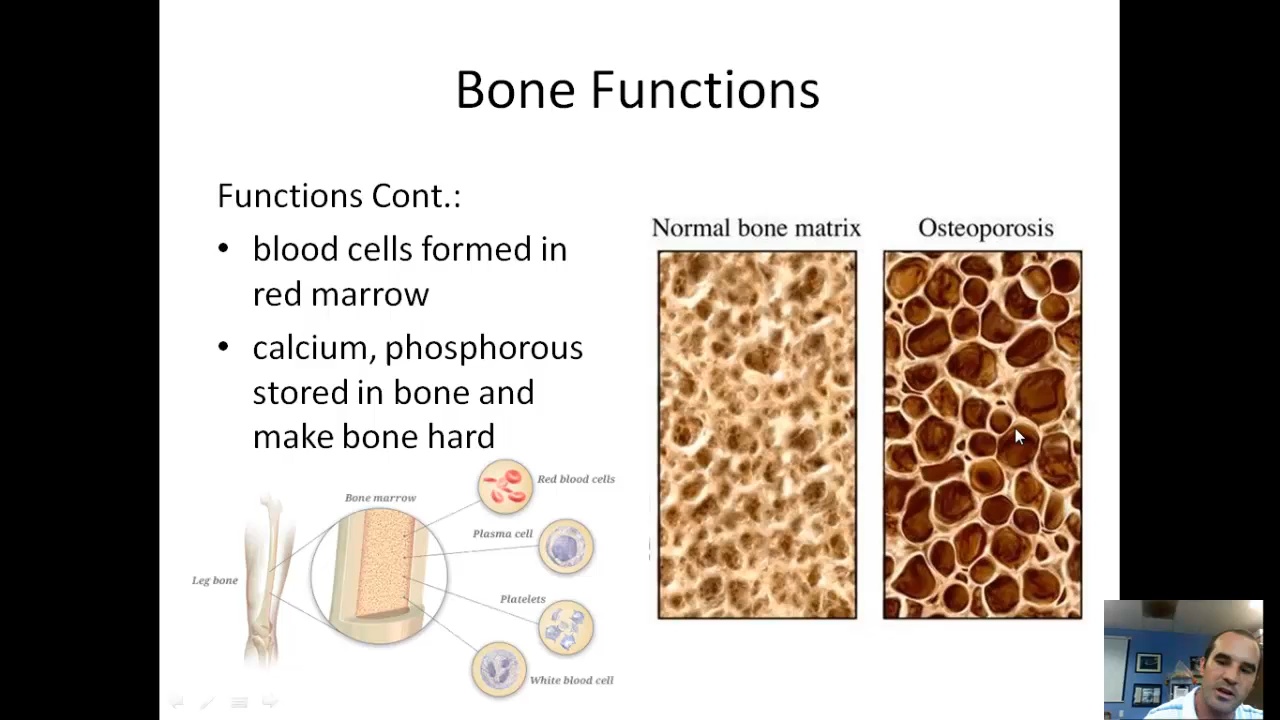 Bone Functions
Functions Cont.:
• blood cells formed in
red marrow
• calcium, phosphorous
stored in bone and
make bone hard
Normal bone matrix
Osteoporosis
Bone marrow
Red blood cells
Plasma cell
Leg bone
Platelets
White blood cell